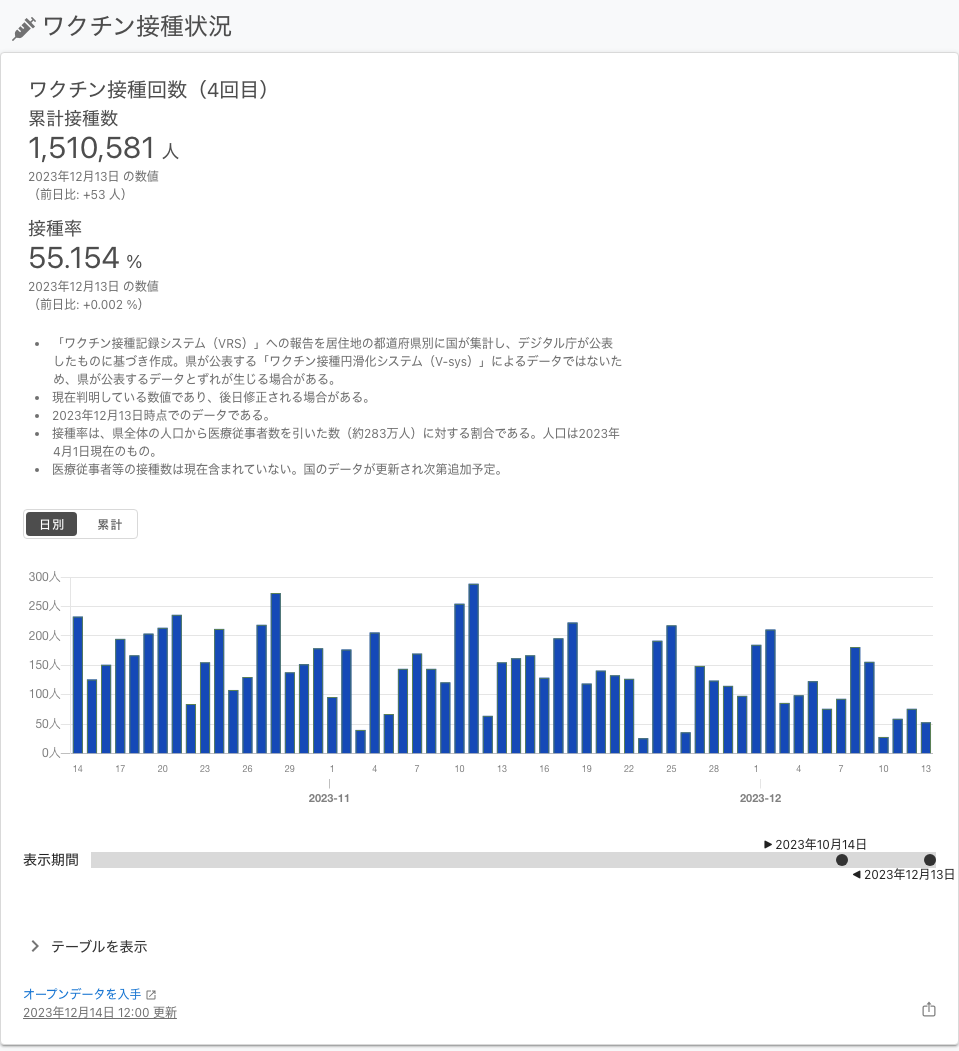 ワクチン接種状況
ワクチン接種回数（4回目）
累計接種数
1,510,581 人
2023年12月13日 の数値
（前日比: +53 人）
接種率
55.154 %
2023年12月13日 の数値
（前日比: +0.002 %）
• 「ワクチン接種記録システム（VRS）」への報告を居住地の都道府県別に国が集計し、デジタル庁が公表
したものに基づき作成。県が公表する「ワクチン接種円滑化システム（V-sys）」によるデータではないた
め、県が公表するデータとずれが生じる場合がある。
• 現在判明している数値であり、後日修正される場合がある。
• 2023年12月13日時点でのデータである。
• 接種率は、県全体の人口から医療従事者数を引いた数（約283万人）に対する割合である。人口は2023年
4月1日現在のもの。
• 医療従事者等の接種数は現在含まれていない。国のデータが更新され次第追加予定。
日別 累計
300人
250人
200人
150人
100人
50人
0人
14 17 20 23 26 29 1 4 7 10 13 16 19 22 25 28 1 4 7 10 13
2023-11 2023-12
▶ 2023年10月14日
表示期間
◀ 2023年12月13日
テーブルを表示
オープンデータを入手
2023年12月14日 12:00 更新